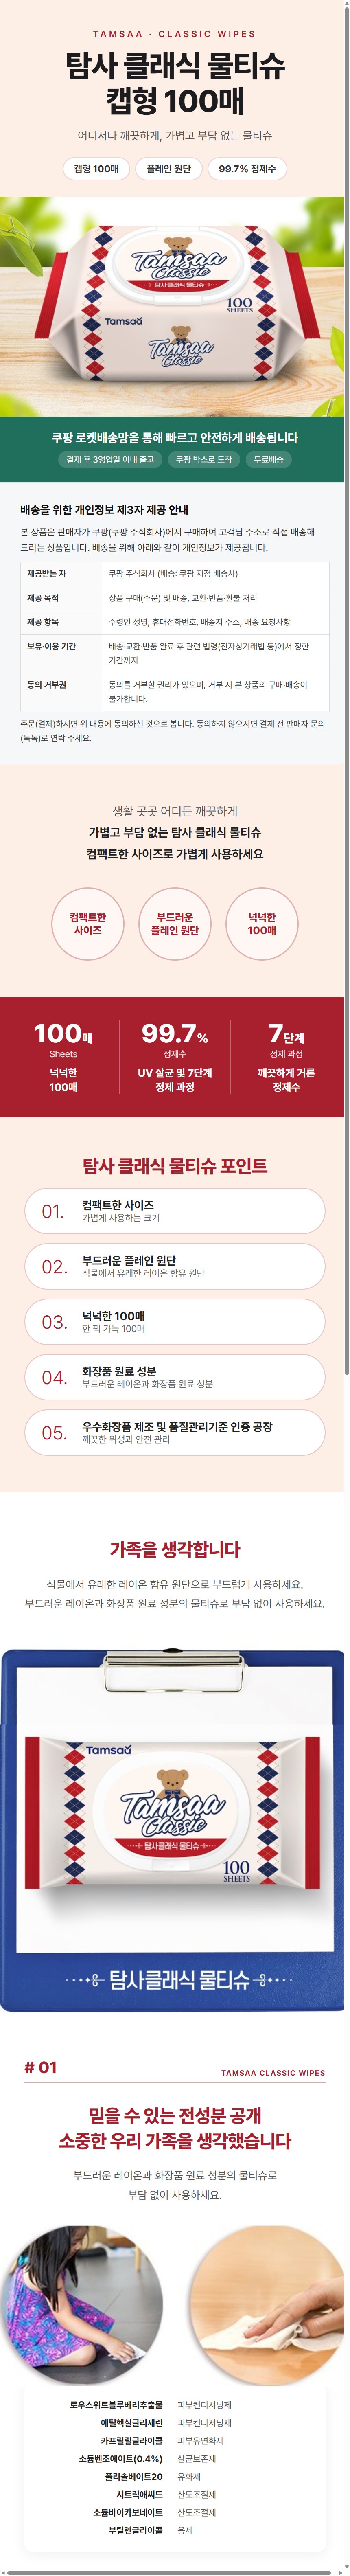 TAMSAA · CLASSIC WIPES
탐사 클래식 물티슈
캡형 100매
어디서나 깨끗하게, 가볍고 부담 없는 물티슈
캡형 100매
플레인 원단
99.7% 정제수
Tamsaa
Classic
탐사클래식 물티슈
100
SHEETS
Tamsaa
Tamsaa
Classic
쿠팡 로켓배송망을 통해 빠르고 안전하게 배송됩니다
결제 후 3영업일 이내 출고
쿠팡 박스로 도착
무료배송
배송을 위한 개인정보 제3자 제공 안내
본 상품은 판매자가 쿠팡(쿠팡 주식회사)에서 구매하여 고객님 주소로 직접 배송해
드리는 상품입니다. 배송을 위해 아래와 같이 개인정보가 제공됩니다.
제공받는 자 쿠팡 주식회사 (배송: 쿠팡 지정 배송사)
제공 목적 상품 구매(주문) 및 배송, 교환·반품·환불 처리
제공 항목 수령인 성명, 휴대전화번호, 배송지 주소, 배송 요청사항
보유·이용 기간 배송·교환·반품 완료 후 관련 법령(전자상거래법 등)에서 정한
기간까지
동의 거부권 동의를 거부할 권리가 있으며, 거부 시 본 상품의 구매·배송이
불가합니다.
주문(결제)하시면 위 내용에 동의하신 것으로 봅니다. 동의하지 않으시면 결제 전 판매자 문의
(톡톡)로 연락 주세요.
생활 곳곳 어디든 깨끗하게
가볍고 부담 없는 탐사 클래식 물티슈
컴팩트한 사이즈로 가볍게 사용하세요
컴팩트한
사이즈
부드러운
플레인 원단
넉넉한
100매
100매
Sheets
넉넉한
100매
99.7%
정제수
UV 살균 및 7단계
정제 과정
7단계
정제 과정
깨끗하게 거른
정제수
탐사 클래식 물티슈 포인트
01. 컴팩트한 사이즈
가볍게 사용하는 크기
02. 부드러운 플레인 원단
식물에서 유래한 레이온 함유 원단
03. 넉넉한 100매
한 팩 가득 100매
04. 화장품 원료 성분
부드러운 레이온과 화장품 원료 성분
05. 우수화장품 제조 및 품질관리기준 인증 공장
깨끗한 위생과 안전 관리
가족을 생각합니다
식물에서 유래한 레이온 함유 원단으로 부드럽게 사용하세요.
부드러운 레이온과 화장품 원료 성분의 물티슈로 부담 없이 사용하세요.
Tamsaa
Tamsaa
Classic
탐사클래식 물티슈
100
SHEETS
탐사클래식 물티슈
# 01
TAMSAA CLASSIC WIPES
믿을 수 있는 전성분 공개
소중한 우리 가족을 생각했습니다
부드러운 레이온과 화장품 원료 성분의 물티슈로
부담 없이 사용하세요.
로우스위트블루베리추출물 피부컨디셔닝제
에틸헥실글리세린 피부컨디셔닝제
카프릴릴글라이콜 피부유연화제
소듐벤조에이트(0.4%) 살균보존제
폴리솔베이트20 유화제
시트릭애씨드 산도조절제
소듐바이카보네이트 산도조절제
부틸렌글라이콜 용제